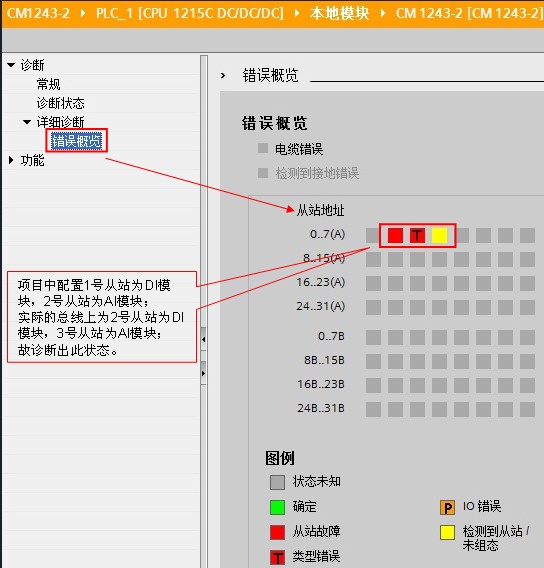 CM1243-2 ▸ PLC_1 [CPU 1215C DC/DC/DC] ▸ 本地模块 ▸ CM 1243-2 [CM 1243-2]
诊断
常规
诊断状态
详细诊断
错误概览
功能
错误概览
错误概览
电缆错误
检测到接地错误
从站地址
0..7(A)
T
8..15(A)
16..23(A)
24..31(A)
0..7B
8B..15B
16B..23B
24B..31B
项目中配置1号从站为DI模
块，2号从站为AI模块；
实际的总线上为2号从站为DI
模块，3号从站为AI模块；
故诊断出此状态。
图例
状态未知
确定
P IO 错误
从站故障
检测到从站 /
未组态
T 类型错误